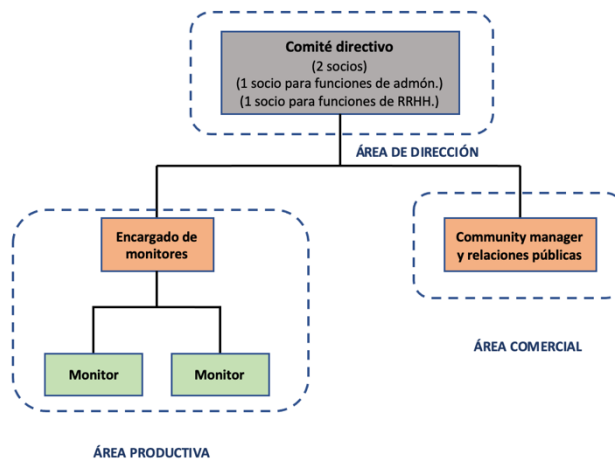 Comité directivo
(2 socios)
(1 socio para funciones de admón.)
(1 socio para funciones de RRHH.)
ÁREA DE DIRECCIÓN
Encargado de
monitores
Community manager
y relaciones públicas
Monitor
Monitor
ÁREA COMERCIAL
ÁREA PRODUCTIVA